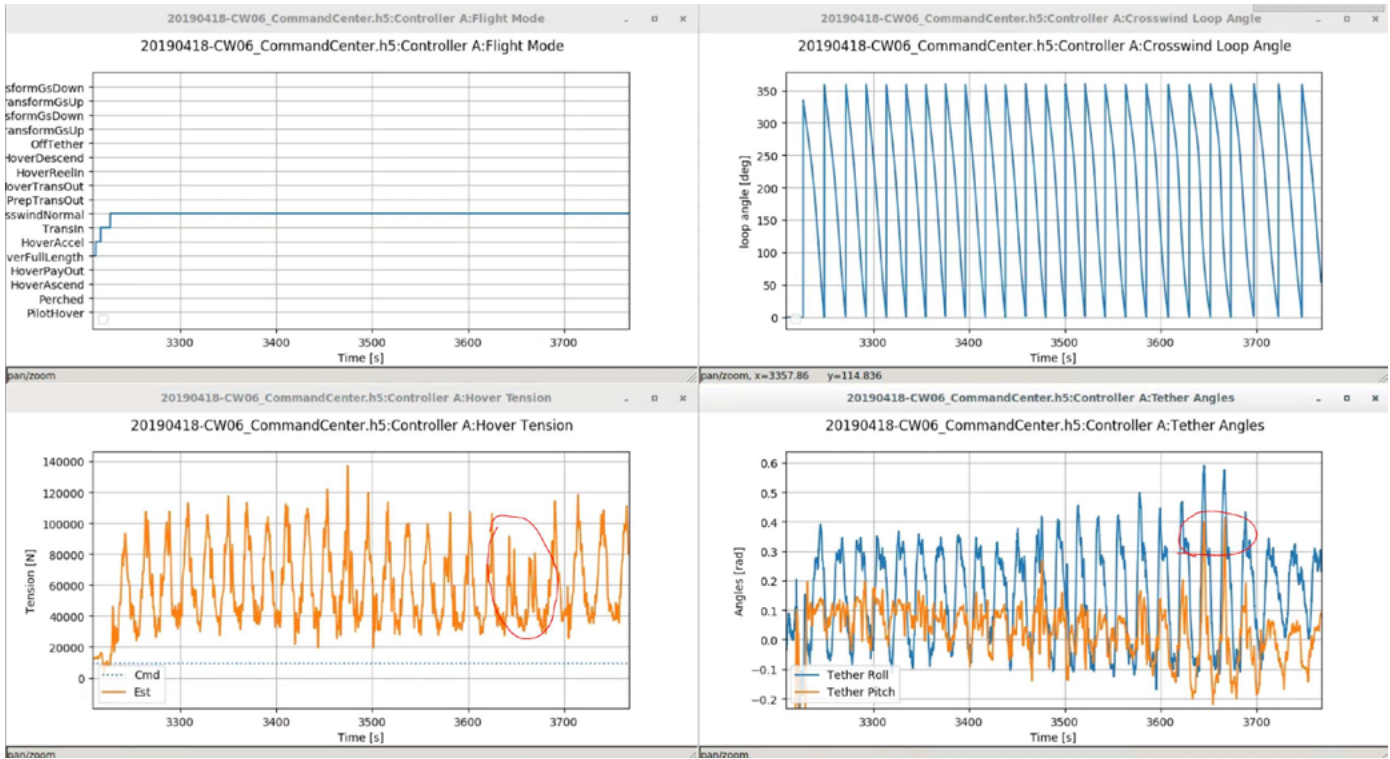 20190418-CW06_CommandCenter.h5:Controller A:Flight Mode
20190418-CW06_CommandCenter.h5:Controller A:Flight Mode
sformGsDown
ransformGsUp
sformGsDown
ransformGsUp
OffTether
HoverDescend
HoverReelIn
HoverTransOut
PrepTransOut
sswindNormal
TransIn
HoverAccel
verFullLength
HoverPayOut
HoverAscend
Perched
PilotHover
3300 3400 3500 3600 3700
Time [s]
pan/zoom
20190418-CW06_CommandCenter.h5:Controller A:Crosswind Loop Angle
20190418-CW06_CommandCenter.h5:Controller A:Crosswind Loop Angle
loop angle [deg]
350
300
250
200
150
100
50
0
3300 3400 3500 3600 3700
Time [s]
pan/zoom, x=3357.86 y=114.836
20190418-CW06_CommandCenter.h5:Controller A:Hover Tension
20190418-CW06_CommandCenter.h5:Controller A:Hover Tension
Tension [N]
140000
120000
100000
80000
60000
40000
20000
0
Cmd
Est
3300 3400 3500 3600 3700
Time [s]
pan/zoom
20190418-CW06_CommandCenter.h5:Controller A:Tether Angles
20190418-CW06_CommandCenter.h5:Controller A:Tether Angles
Angles [rad]
0.6
0.5
0.4
0.3
0.2
0.1
0.0
−0.1
−0.2
Tether Roll
Tether Pitch
3300 3400 3500 3600 3700
Time [s]
pan/zoom